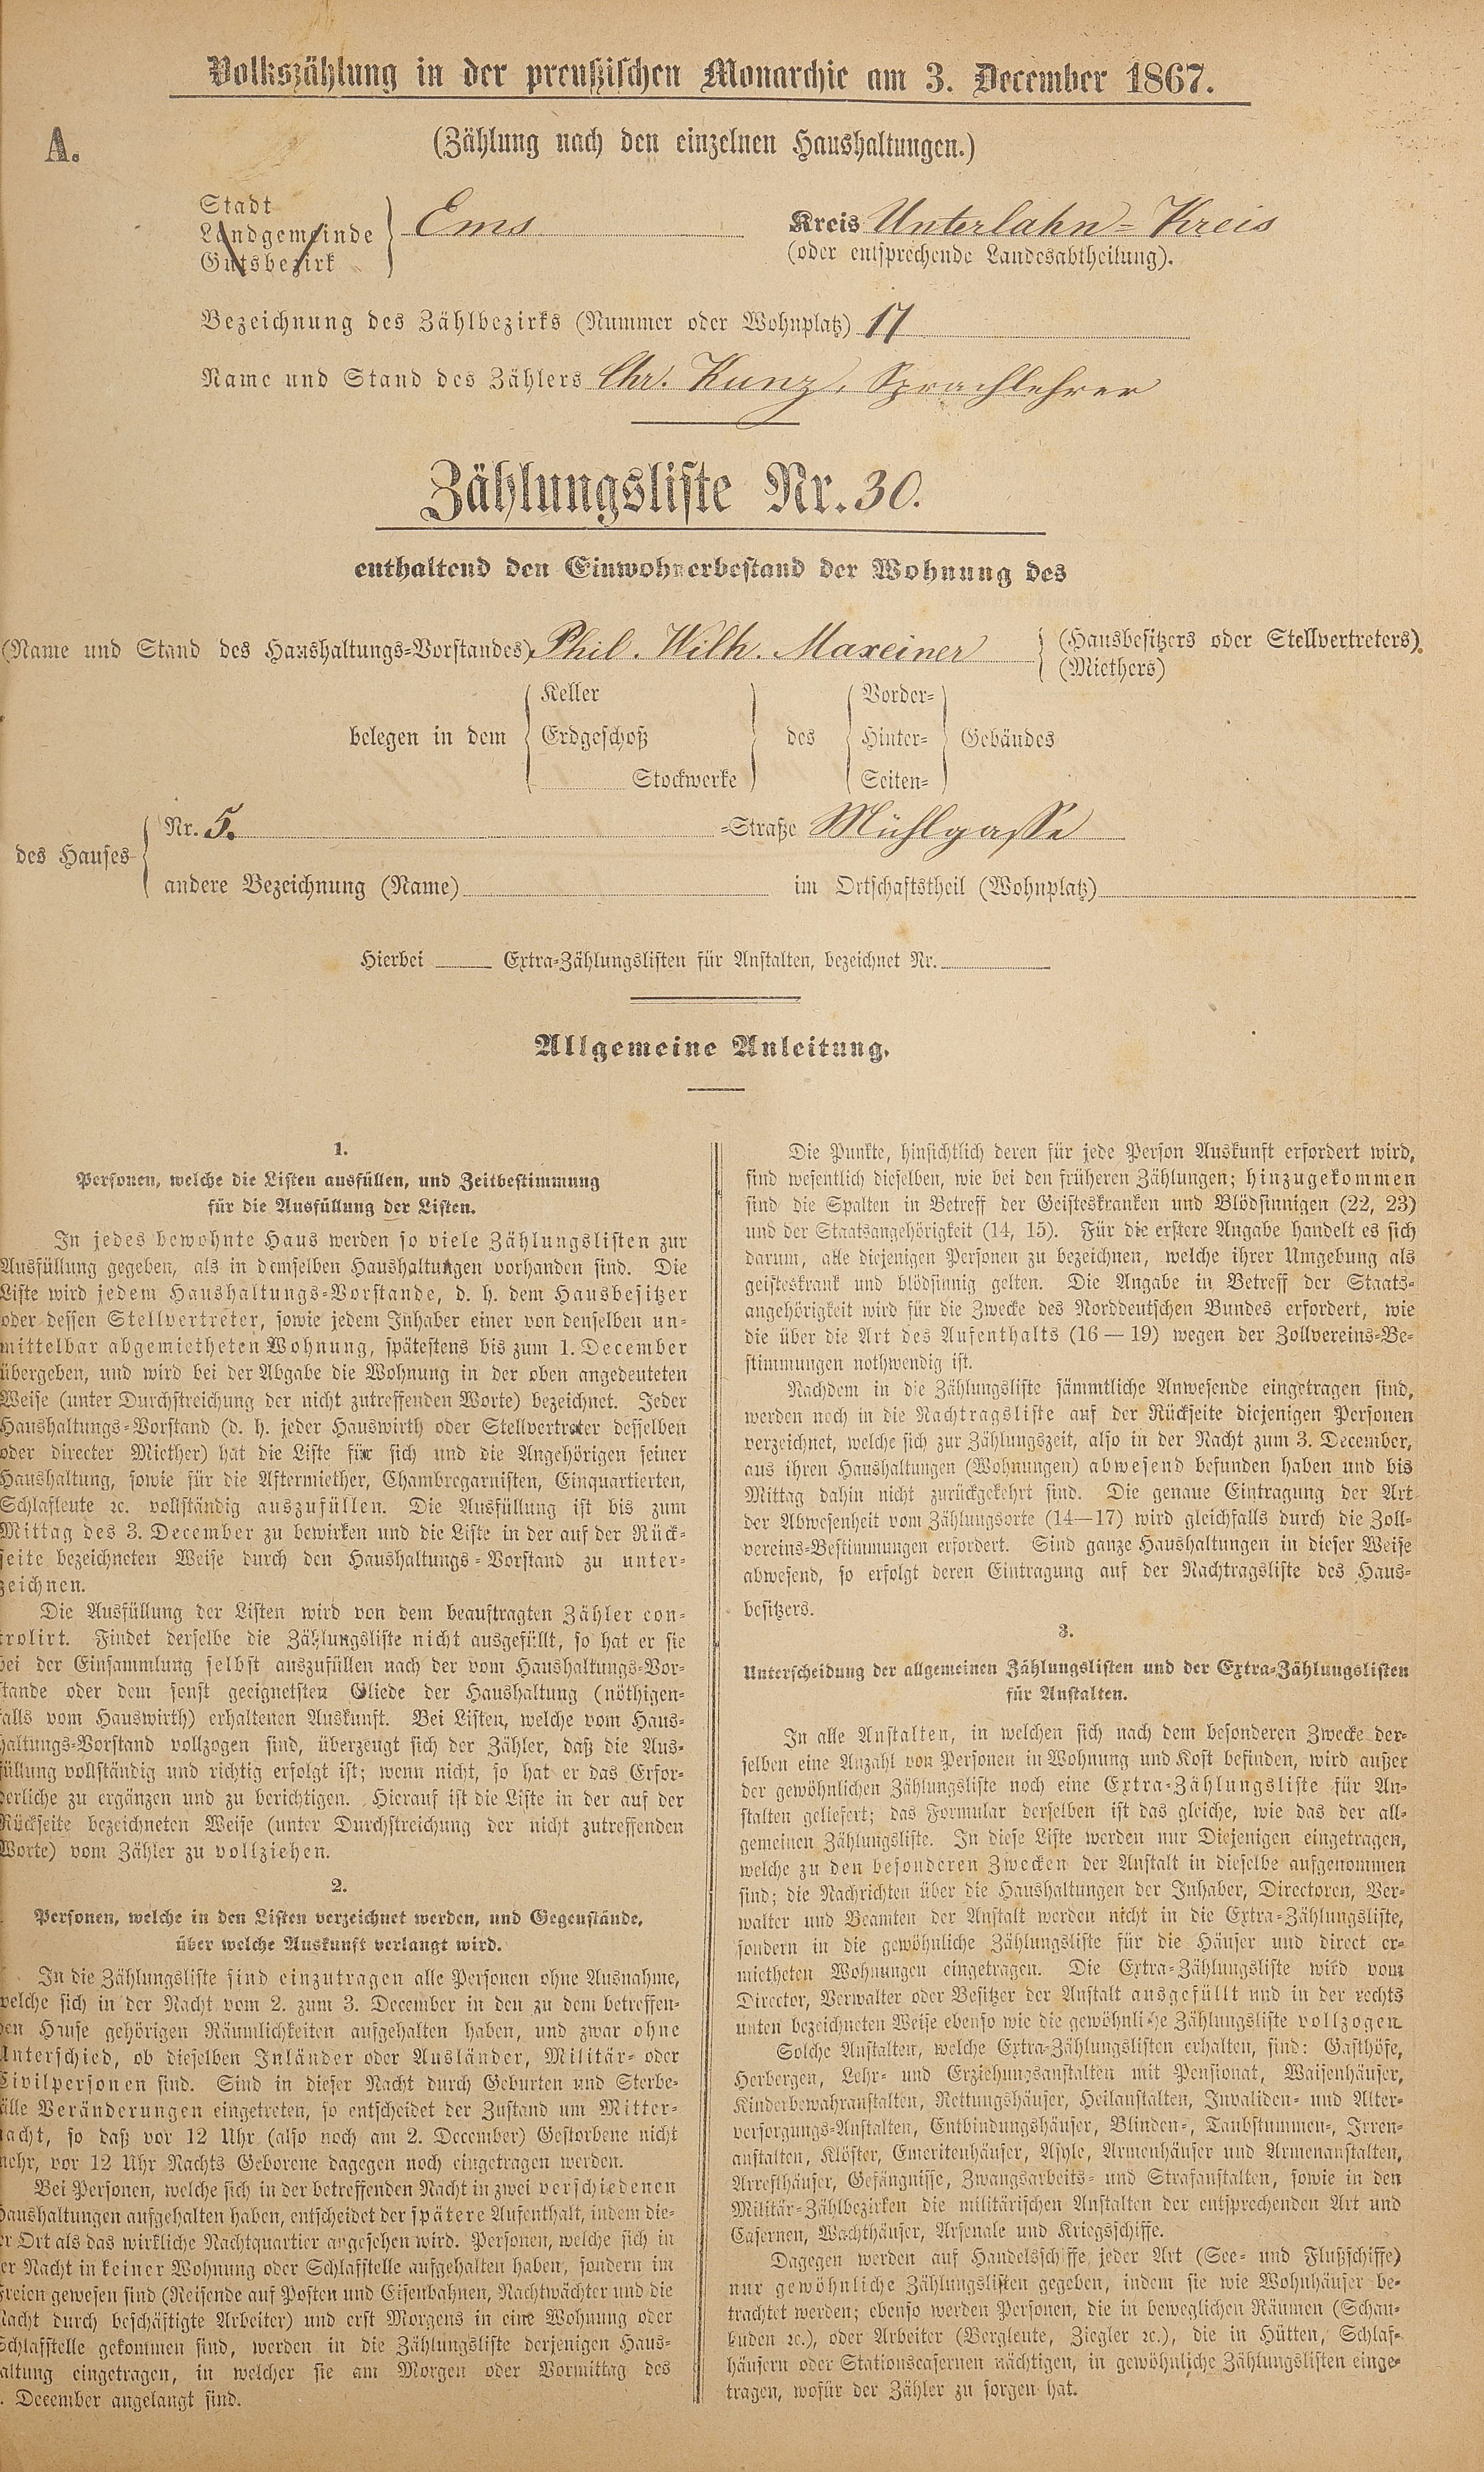 Volkszählung in der preußischen Monarchie am 3. December 1867.
A.
(Zählung nach den einzelnen Haushaltungen.)
Stadt
Landgemeinde
Gutsbezirk
Ems
Kreis Unterlahn-Kreis
(oder entsprechende Landesabtheilung).
Bezeichnung des Zählbezirks (Nummer oder Wohnplatz) 17
Name und Stand des Zählers Chr. Kunz, Sprachlehrer
Zählungsliste Nr. 30.
enthaltend den Einwohnerbestand der Wohnung des
(Name und Stand des Haushaltungs-Vorstandes) Phil. Wilh. Maxeiner
(Hausbesitzers oder Stellvertreters).
(Miethers)
belegen in dem
Keller
Erdgeschoß
Stockwerke
des
Vorder-
Hinter-
Seiten-
Gebäudes
des Hauses
Nr. 5. -Straße Mühlgasse
andere Bezeichnung (Name) im Ortschaftstheil (Wohnplatz)
Hierbei Extra-Zählungslisten für Anstalten, bezeichnet Nr.
Allgemeine Anleitung.
1.
Personen, welche die Listen ausfüllen, und Zeitbestimmung
für die Ausfüllung der Listen.
In jedes bewohnte Haus werden so viele Zählungslisten zur
Ausfüllung gegeben, als in demselben Haushaltungen vorhanden sind. Die
Liste wird jedem Haushaltungs-Vorstande, d. h. dem Hausbesitzer
oder dessen Stellvertreter, sowie jedem Inhaber einer von denselben un-
mittelbar abgemietheten Wohnung, spätestens bis zum 1. December
übergeben, und wird bei der Abgabe die Wohnung in der oben angedeuteten
Weise (unter Durchstreichung der nicht zutreffenden Worte) bezeichnet. Jeder
Haushaltungs-Vorstand (d. h. jeder Hauswirth oder Stellvertreter desselben
oder directer Miether) hat die Liste für sich und die Angehörigen seiner
Haushaltung, sowie für die Aftermiether, Chambregarnisten, Einquartierten,
Schlafleute ꝛc. vollständig auszufüllen. Die Ausfüllung ist bis zum
Mittag des 3. December zu bewirken und die Liste in der auf der Rück-
seite bezeichneten Weise durch den Haushaltungs-Vorstand zu unter-
zeichnen.
Die Ausfüllung der Listen wird von dem beauftragten Zähler con-
trolirt. Findet derselbe die Zählungsliste nicht ausgefüllt, so hat er sie
bei der Einsammlung selbst auszufüllen nach der vom Haushaltungs-Vor-
stande oder dem sonst geeignetsten Gliede der Haushaltung (nöthigen-
falls vom Hauswirth) erhaltenen Auskunft. Bei Listen, welche vom Haus-
haltungs-Vorstand vollzogen sind, überzeugt sich der Zähler, daß die Aus-
füllung vollständig und richtig erfolgt ist; wenn nicht, so hat er das Erfor-
derliche zu ergänzen und zu berichtigen. Hierauf ist die Liste in der auf der
Rückseite bezeichneten Weise (unter Durchstreichung der nicht zutreffenden
Worte) vom Zähler zu vollziehen.
2.
Personen, welche in den Listen verzeichnet werden, und Gegenstände,
über welche Auskunft verlangt wird.
In die Zählungsliste sind einzutragen alle Personen ohne Ausnahme,
welche sich in der Nacht vom 2. zum 3. December in den zu dem betreffen-
den Hause gehörigen Räumlichkeiten aufgehalten haben, und zwar ohne
Unterschied, ob dieselben Inländer oder Ausländer, Militär- oder
Civilpersonen sind. Sind in dieser Nacht durch Geburten und Sterbe-
fälle Veränderungen eingetreten, so entscheidet der Zustand um Mitter-
nacht, so daß vor 12 Uhr (also noch am 2. December) Gestorbene nicht
mehr, vor 12 Uhr Nachts Geborene dagegen noch eingetragen werden.
Bei Personen, welche sich in der betreffenden Nacht in zwei verschiedenen
Haushaltungen aufgehalten haben, entscheidet der spätere Aufenthalt, indem die-
ser Ort als das wirkliche Nachtquartier angesehen wird. Personen, welche sich in
der Nacht in keiner Wohnung oder Schlafstelle aufgehalten haben, sondern im
Freien gewesen sind (Reisende auf Posten und Eisenbahnen, Nachtwächter und die
Nacht durch beschäftigte Arbeiter) und erst Morgens in eine Wohnung oder
Schlafstelle gekommen sind, werden in die Zählungsliste derjenigen Haus-
haltung eingetragen, in welcher sie am Morgen oder Vormittag des
. December angelangt sind.
Die Punkte, hinsichtlich deren für jede Person Auskunft erfordert wird,
sind wesentlich dieselben, wie bei den früheren Zählungen; hinzugekommen
sind die Spalten in Betreff der Geisteskranken und Blödsinnigen (22, 23)
und der Staatsangehörigkeit (14, 15). Für die erstere Angabe handelt es sich
darum, alle diejenigen Personen zu bezeichnen, welche ihrer Umgebung als
geisteskrank und blödsinnig gelten. Die Angabe in Betreff der Staats-
angehörigkeit wird für die Zwecke des Norddeutschen Bundes erfordert, wie
die über die Art des Aufenthalts (16—19) wegen der Zollvereins-Be-
stimmungen nothwendig ist.
Nachdem in die Zählungsliste sämmtliche Anwesende eingetragen sind,
werden noch in die Nachtragsliste auf der Rückseite diejenigen Personen
verzeichnet, welche sich zur Zählungszeit, also in der Nacht zum 3. December,
aus ihren Haushaltungen (Wohnungen) abwesend befunden haben und bis
Mittag dahin nicht zurückgekehrt sind. Die genaue Eintragung der Art
der Abwesenheit vom Zählungsorte (14—17) wird gleichfalls durch die Zoll-
vereins-Bestimmungen erfordert. Sind ganze Haushaltungen in dieser Weise
abwesend, so erfolgt deren Eintragung auf der Nachtragsliste des Haus-
besitzers.
3.
Unterscheidung der allgemeinen Zählungslisten und der Extra-Zählungslisten
für Anstalten.
In alle Anstalten, in welchen sich nach dem besonderen Zwecke der-
selben eine Anzahl von Personen in Wohnung und Kost befinden, wird außer
der gewöhnlichen Zählungsliste noch eine Extra-Zählungsliste für An-
stalten geliefert; das Formular derselben ist das gleiche, wie das der all-
gemeinen Zählungsliste. In diese Liste werden nur Diejenigen eingetragen,
welche zu den besonderen Zwecken der Anstalt in dieselbe aufgenommen
sind; die Nachrichten über die Haushaltungen der Inhaber, Directoren, Ver-
walter und Beamten der Anstalt werden nicht in die Extra-Zählungsliste,
sondern in die gewöhnliche Zählungsliste für die Häuser und direct er-
mietheten Wohnungen eingetragen. Die Extra-Zählungsliste wird vom
Director, Verwalter oder Besitzer der Anstalt ausgefüllt und in der rechts
unten bezeichneten Weise ebenso wie die gewöhnliche Zählungsliste vollzogen
Solche Anstalten, welche Extra-Zählungslisten erhalten, sind: Gasthöfe,
Herbergen, Lehr- und Erziehungsanstalten mit Pensionat, Waisenhäuser,
Kinderbewahranstalten, Rettungshäuser, Heilanstalten, Invaliden- und Alter-
versorgungs-Anstalten, Entbindungshäuser, Blinden-, Taubstummen-, Irren-
anstalten, Klöster, Emeritenhäuser, Asyle, Armenhäuser und Armenanstalten,
Arresthäuser, Gefängnisse, Zwangsarbeits- und Strafanstalten, sowie in den
Militär-Zählbezirken die militärischen Anstalten der entsprechenden Art und
Casernen, Wachthäuser, Arsenale und Kriegsschiffe.
Dagegen werden auf Handelsschiffe jeder Art (See- und Flußschiffe)
nur gewöhnliche Zählungslisten gegeben, indem sie wie Wohnhäuser be-
trachtet werden; ebenso werden Personen, die in beweglichen Räumen (Schau-
buden ꝛc.), oder Arbeiter (Bergleute, Ziegler ꝛc.), die in Hütten, Schlaf-
häusern oder Stationscasernen nächtigen, in gewöhnliche Zählungslisten einge-
tragen, wofür der Zähler zu sorgen hat.